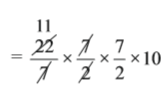 11
= 22/7 × 7/2 × 7/2 × 10